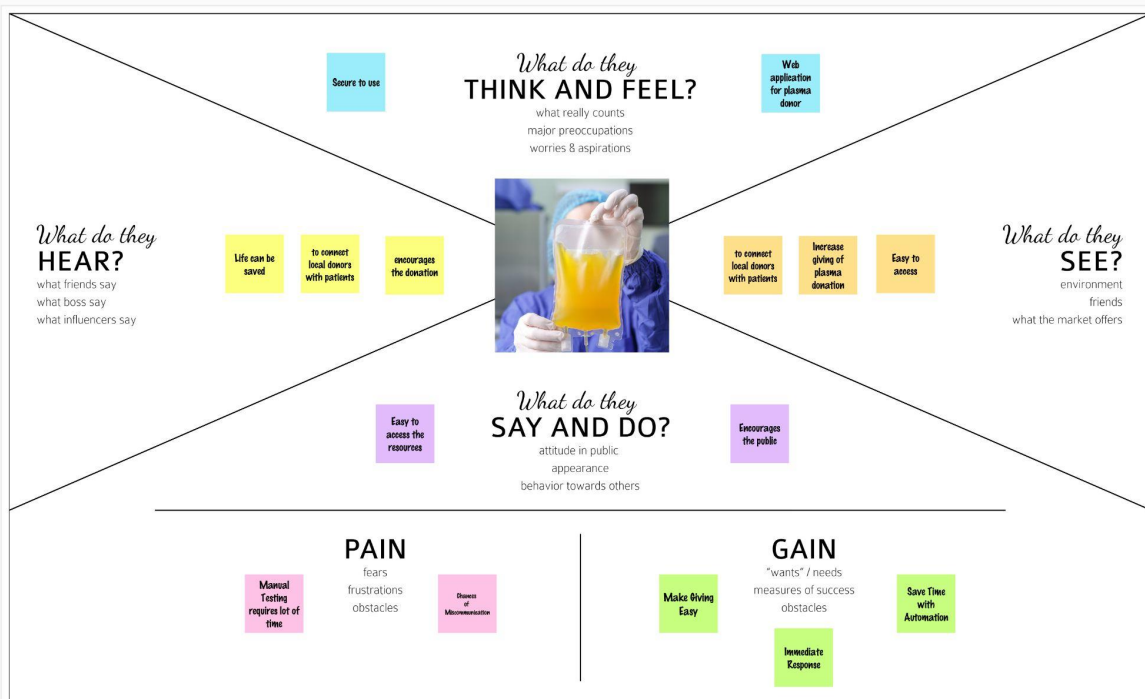 What do they
THINK AND FEEL?
what really counts
major preoccupations
worries & aspirations
Secure to use
Web
application
for plasma
donor
What do they
HEAR?
what friends say
what boss say
what influencers say
Life can be
saved
to connect
local donors
with patients
encourages
the donation
to connect
local donors
with patients
Increase
giving of
plasma
donation
Easy to
access
What do they
SEE?
environment
friends
what the market offers
What do they
SAY AND DO?
attitude in public
appearance
behavior towards others
Easy to
access the
resources
Encourages
the public
PAIN
fears
frustrations
obstacles
Manual
Testing
requires lot of
time
Chances
of
Miscommunication
GAIN
"wants" / needs
measures of success
obstacles
Make Giving
Easy
Immediate
Response
Save Time
with
Automation